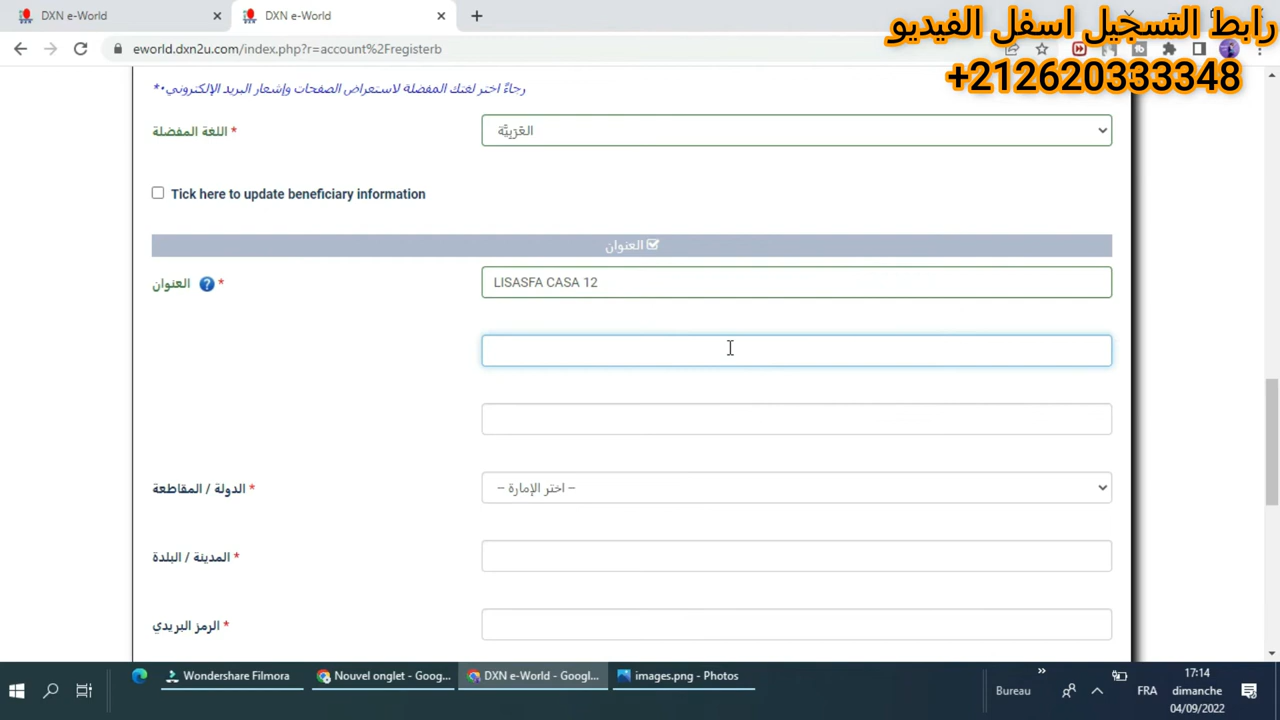 DXN e-World
DXN e-World
رابط التسجيل اسفل الفيديو
eworld.dxn2u.com/index.php?r=account%2Fregisterb
+212620333348
رجاءً اختر لغتك المفضلة لاستعراض الصفحات وإشعار البريد الإلكتروني.*
اللغة المفضلة *
العَرَبِيَّة
Tick here to update beneficiary information
العنوان
العنوان ? *
LISASFA CASA 12
الدولة / المقاطعة *
-- اختر الإمارة --
المدينة / البلدة *
الرمز البريدي *
Wondershare Filmora
Nouvel onglet - Goog...
DXN e-World - Googl...
images.png - Photos
Bureau
»
FRA
17:14
dimanche
04/09/2022